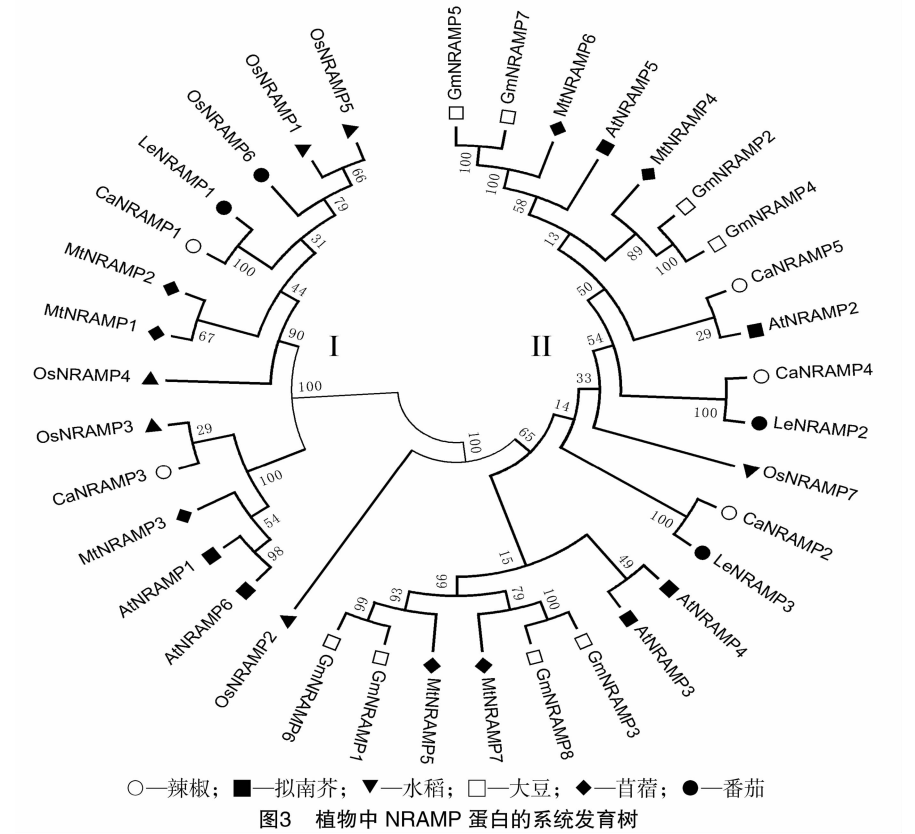 GmNRAMP5
GmNRAMP7
MtNRAMP6
AtNRAMP5
MtNRAMP4
GmNRAMP2
GmNRAMP4
CaNRAMP5
AtNRAMP2
CaNRAMP4
LeNRAMP2
OsNRAMP7
CaNRAMP2
LeNRAMP3
AtNRAMP4
AtNRAMP3
GmNRAMP3
GmNRAMP8
MtNRAMP7
MtNRAMP5
GmNRAMP1
GmNRAMP6
OsNRAMP2
AtNRAMP6
AtNRAMP1
MtNRAMP3
CaNRAMP3
OsNRAMP3
OsNRAMP4
MtNRAMP1
MtNRAMP2
CaNRAMP1
LeNRAMP1
OsNRAMP6
OsNRAMP1
OsNRAMP5
100
100
58
13
89
100
50
29
54
100
33
14
100
65
49
15
100
79
66
93
99
100
98
54
100
29
100
90
67
44
100
31
79
66
I
II
○—辣椒；■—拟南芥；▼—水稻；□—大豆；◆—苜蓿；●—番茄
图3 植物中 NRAMP 蛋白的系统发育树